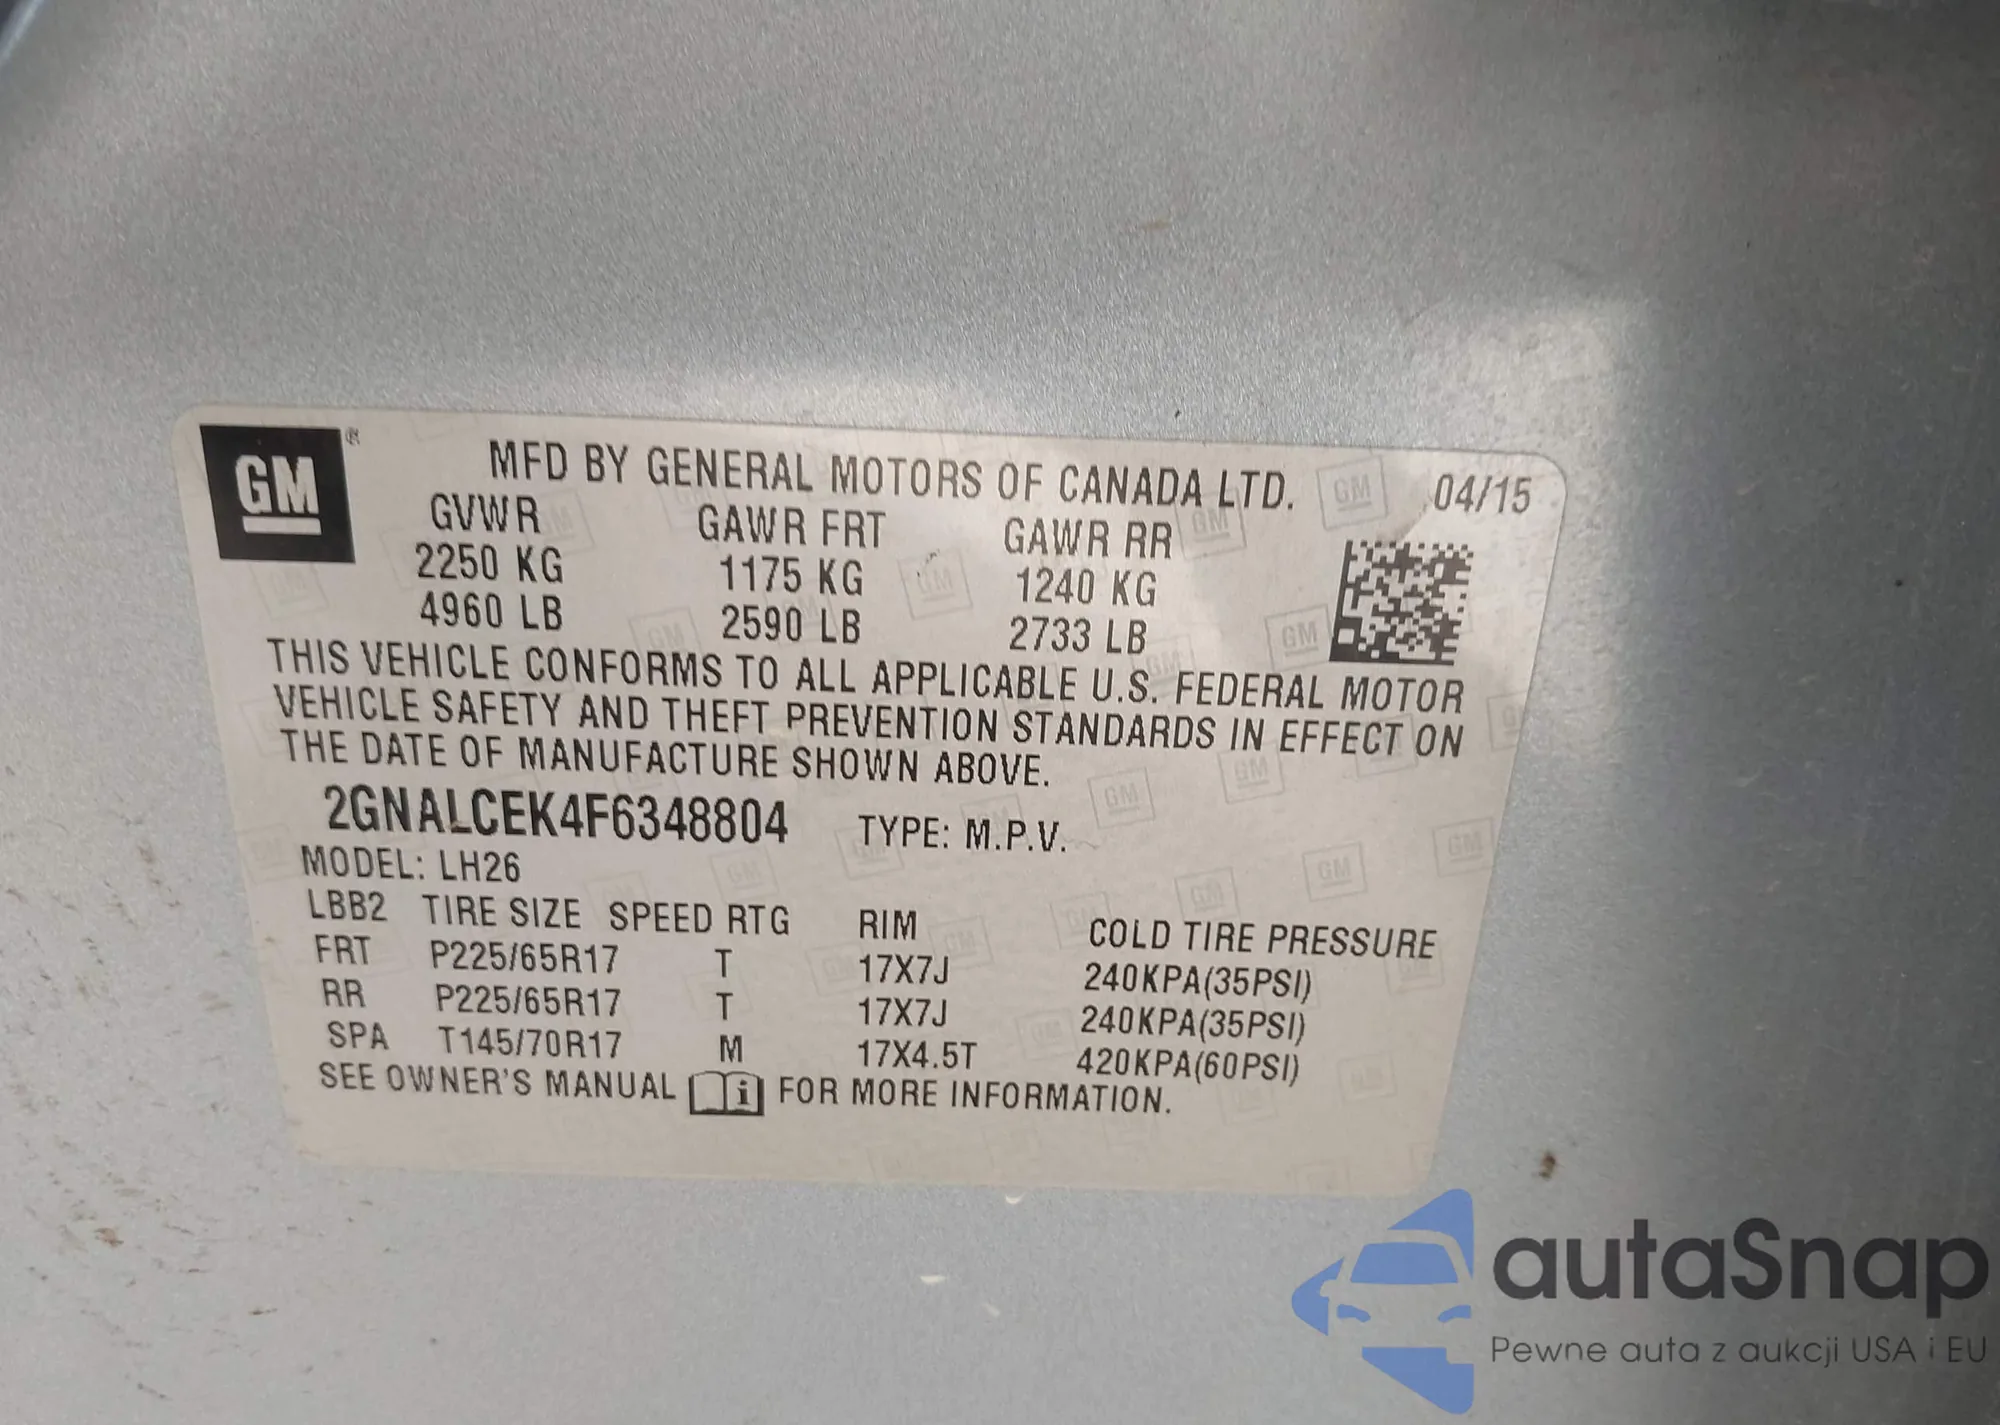 GM ®
MFD BY GENERAL MOTORS OF CANADA LTD. 04/15
GVWR GAWR FRT GAWR RR
2250 KG 1175 KG 1240 KG
4960 LB 2590 LB 2733 LB
THIS VEHICLE CONFORMS TO ALL APPLICABLE U.S. FEDERAL MOTOR
VEHICLE SAFETY AND THEFT PREVENTION STANDARDS IN EFFECT ON
THE DATE OF MANUFACTURE SHOWN ABOVE.
2GNALCEK4F6348804 TYPE: M.P.V.
MODEL: LH26
LBB2 TIRE SIZE SPEED RTG RIM COLD TIRE PRESSURE
FRT P225/65R17 T 17X7J 240KPA(35PSI)
RR P225/65R17 T 17X7J 240KPA(35PSI)
SPA T145/70R17 M 17X4.5T 420KPA(60PSI)
SEE OWNER'S MANUAL i FOR MORE INFORMATION.
autaSnap
Pewne auta z aukcji USA i EU